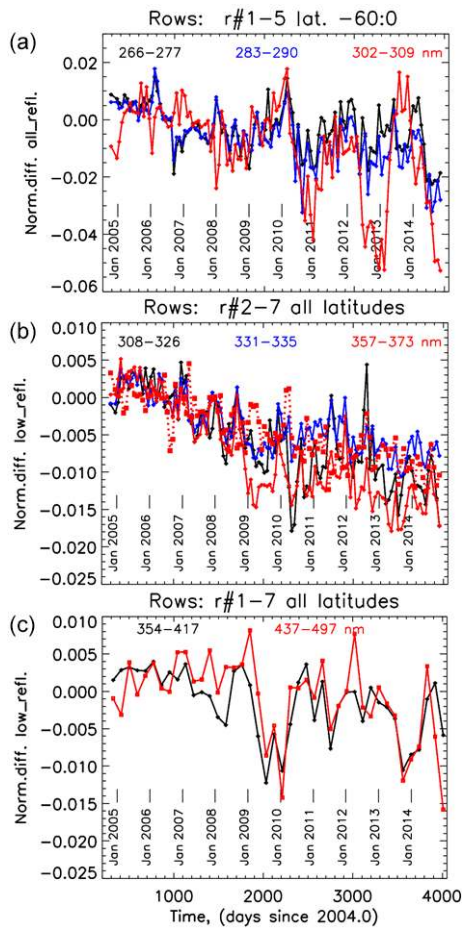 Rows: r#1-5 lat. -60:0
(a)
266-277 283-290 302-309 nm
Norm.diff. all_refl.
0.02
0.00
-0.02
-0.04
-0.06
Jan 2005
Jan 2006
Jan 2007
Jan 2008
Jan 2009
Jan 2010
Jan 2011
Jan 2012
Jan 2013
Jan 2014
Rows: r#2-7 all latitudes
(b)
308-326 331-335 357-373 nm
Norm.diff. low_refl.
0.010
0.005
0.000
-0.005
-0.010
-0.015
-0.020
-0.025
Jan 2005
Jan 2006
Jan 2007
Jan 2008
Jan 2009
Jan 2010
Jan 2011
Jan 2012
Jan 2013
Jan 2014
Rows: r#1-7 all latitudes
(c)
354-417 437-497 nm
Norm.diff. low_refl.
0.010
0.005
0.000
-0.005
-0.010
-0.015
-0.020
-0.025
Jan 2005
Jan 2006
Jan 2007
Jan 2008
Jan 2009
Jan 2010
Jan 2011
Jan 2012
Jan 2013
Jan 2014
1000 2000 3000 4000
Time, (days since 2004.0)